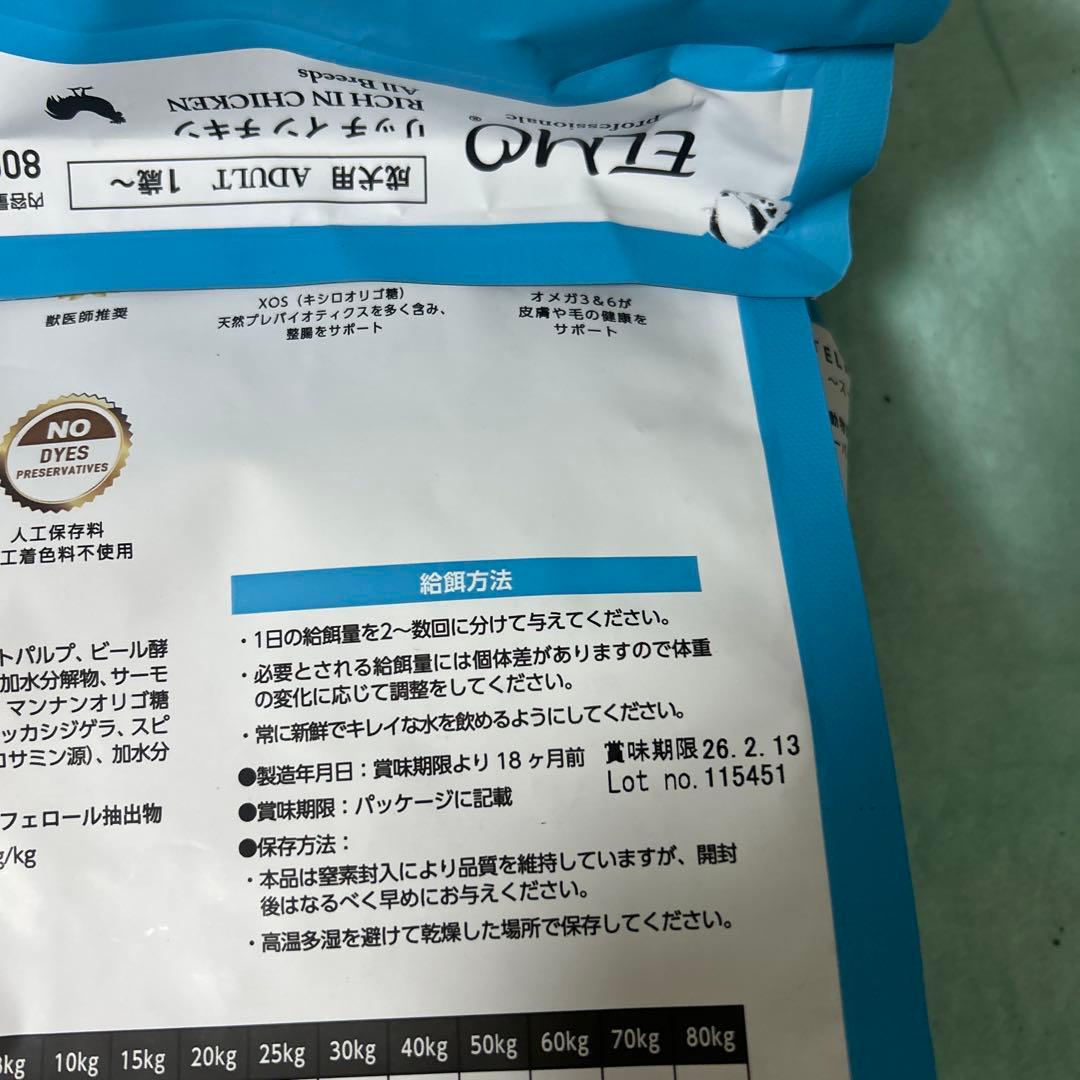 ELMO
professionale
®
RICH IN CHICKEN
All Breeds
リッチ イン チキン
成犬用 ADULT 1歳〜
内容量
800
獣医師推奨
XOS（キシロオリゴ糖）
天然プレバイオティクスを多く含み、
整腸をサポート
オメガ3＆6が
皮膚や毛の健康を
サポート
NO
DYES
PRESERVATIVES
人工保存料
工着色料不使用
トパルプ、ビール酵
加水分解物、サーモ
マンナンオリゴ糖
ッカシジゲラ、スピ
コサミン源）、加水分
フェロール抽出物
g/kg
給餌方法
・1日の給餌量を2〜数回に分けて与えてください。
・必要とされる給餌量には個体差がありますので体重
の変化に応じて調整をしてください。
・常に新鮮でキレイな水を飲めるようにしてください。
●製造年月日：賞味期限より 18 ヶ月前
賞味期限26.2.13
Lot no.115451
●賞味期限：パッケージに記載
●保存方法：
・本品は窒素封入により品質を維持していますが、開封
後はなるべく早めにお与えください。
・高温多湿を避けて乾燥した場所で保存してください。
3kg 10kg 15kg 20kg 25kg 30kg 40kg 50kg 60kg 70kg 80kg